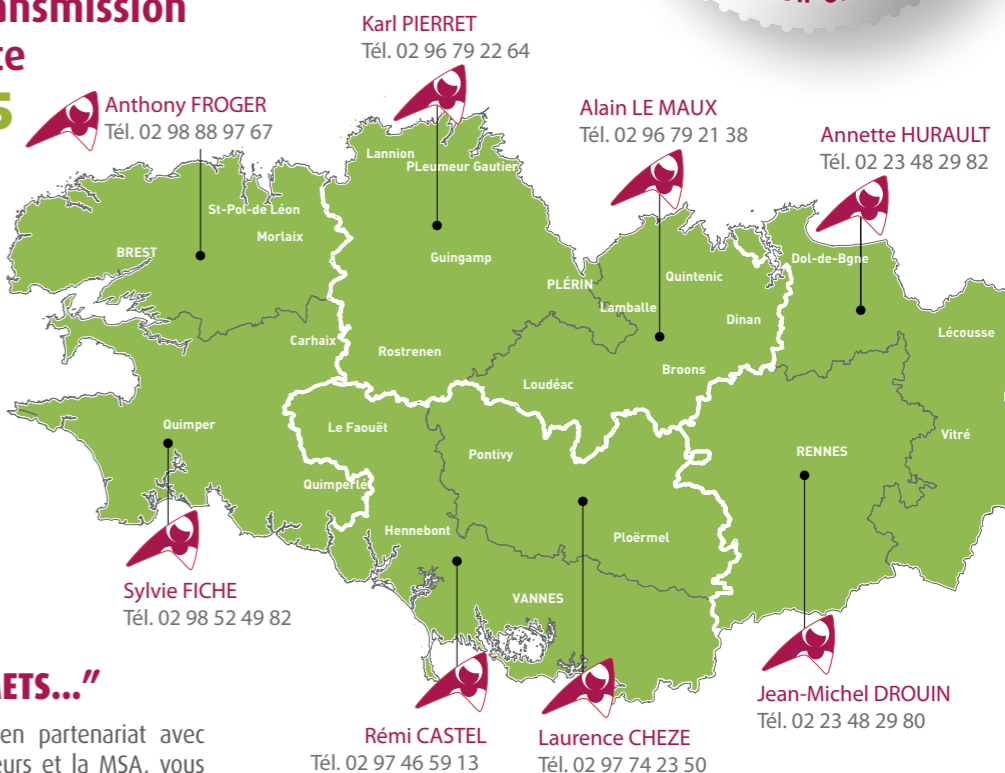 ansmission
Karl PIERRET
Tél. 02 96 79 22 64
5
Anthony FROGER
Tél. 02 98 88 97 67
Alain LE MAUX
Tél. 02 96 79 21 38
Annette HURAULT
Tél. 02 23 48 29 82
Lannion
PLeumeur Gautier
St-Pol-de Léon
Morlaix
BREST
Guingamp
Dol-de-Bgne
Quintenic
PLÉRIN
Lamballe
Dinan
Lécousse
Carhaix
Rostrenen
Loudéac
Broons
Quimper
Le Faouët
Pontivy
RENNES
Vitré
Quimperlé
Hennebont
Ploërmel
VANNES
Sylvie FICHE
Tél. 02 98 52 49 82
METS..."
en partenariat avec
eurs et la MSA, vous
Rémi CASTEL
Tél. 02 97 46 59 13
Laurence CHEZE
Tél. 02 97 74 23 50
Jean-Michel DROUIN
Tél. 02 23 48 29 80